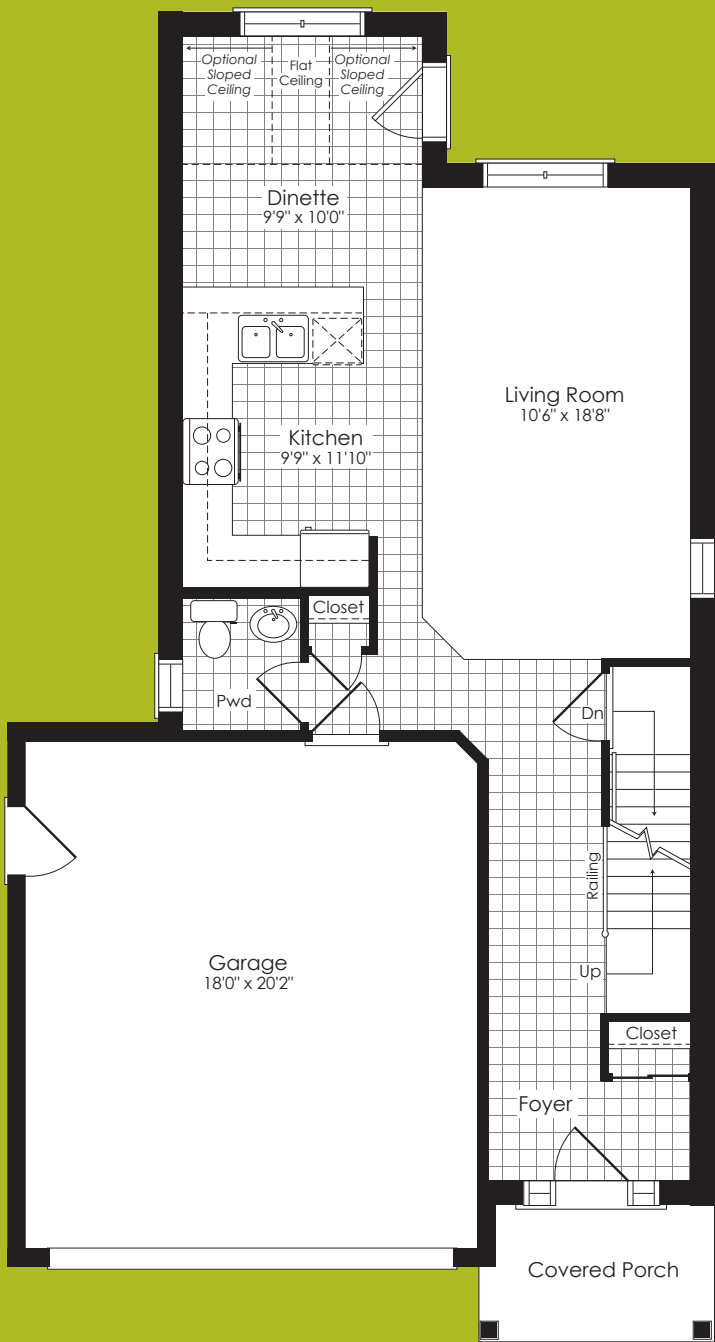 Optional
Sloped
Ceiling
Flat
Ceiling
Optional
Sloped
Ceiling
Dinette
9'9" x 10'0"
Living Room
10'6" x 18'8"
Kitchen
9'9" x 11'10"
Closet
Pwd
Dn
Railing
Garage
18'0" x 20'2"
Up
Closet
Foyer
Covered Porch